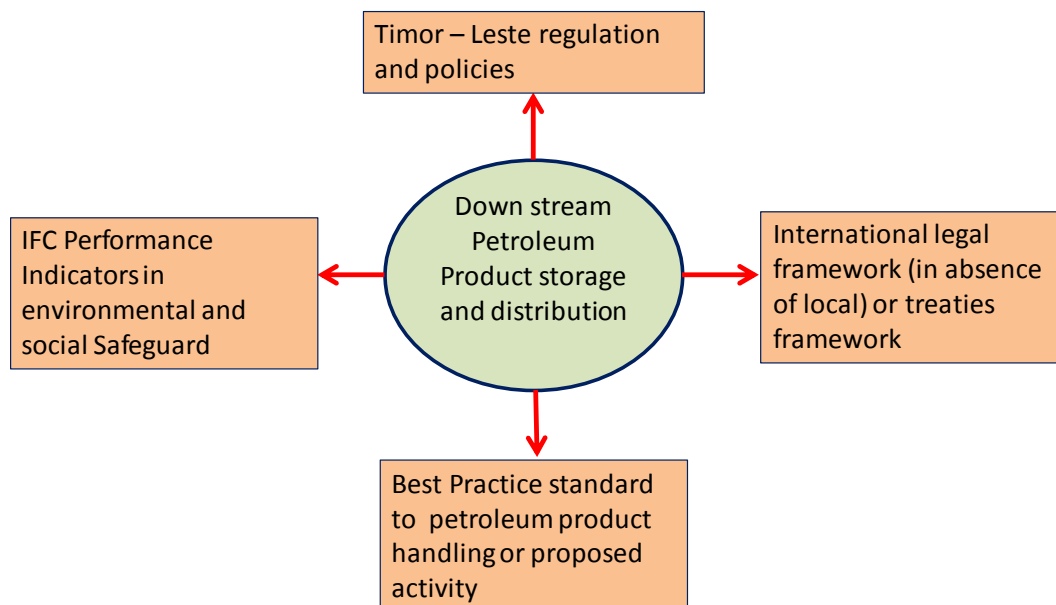 Timor – Leste regulation
and policies
Down stream
Petroleum
Product storage
and distribution
IFC Performance
Indicators in
environmental and
social Safeguard
International legal
framework (in absence
of local) or treaties
framework
Best Practice standard
to petroleum product
handling or proposed
activity